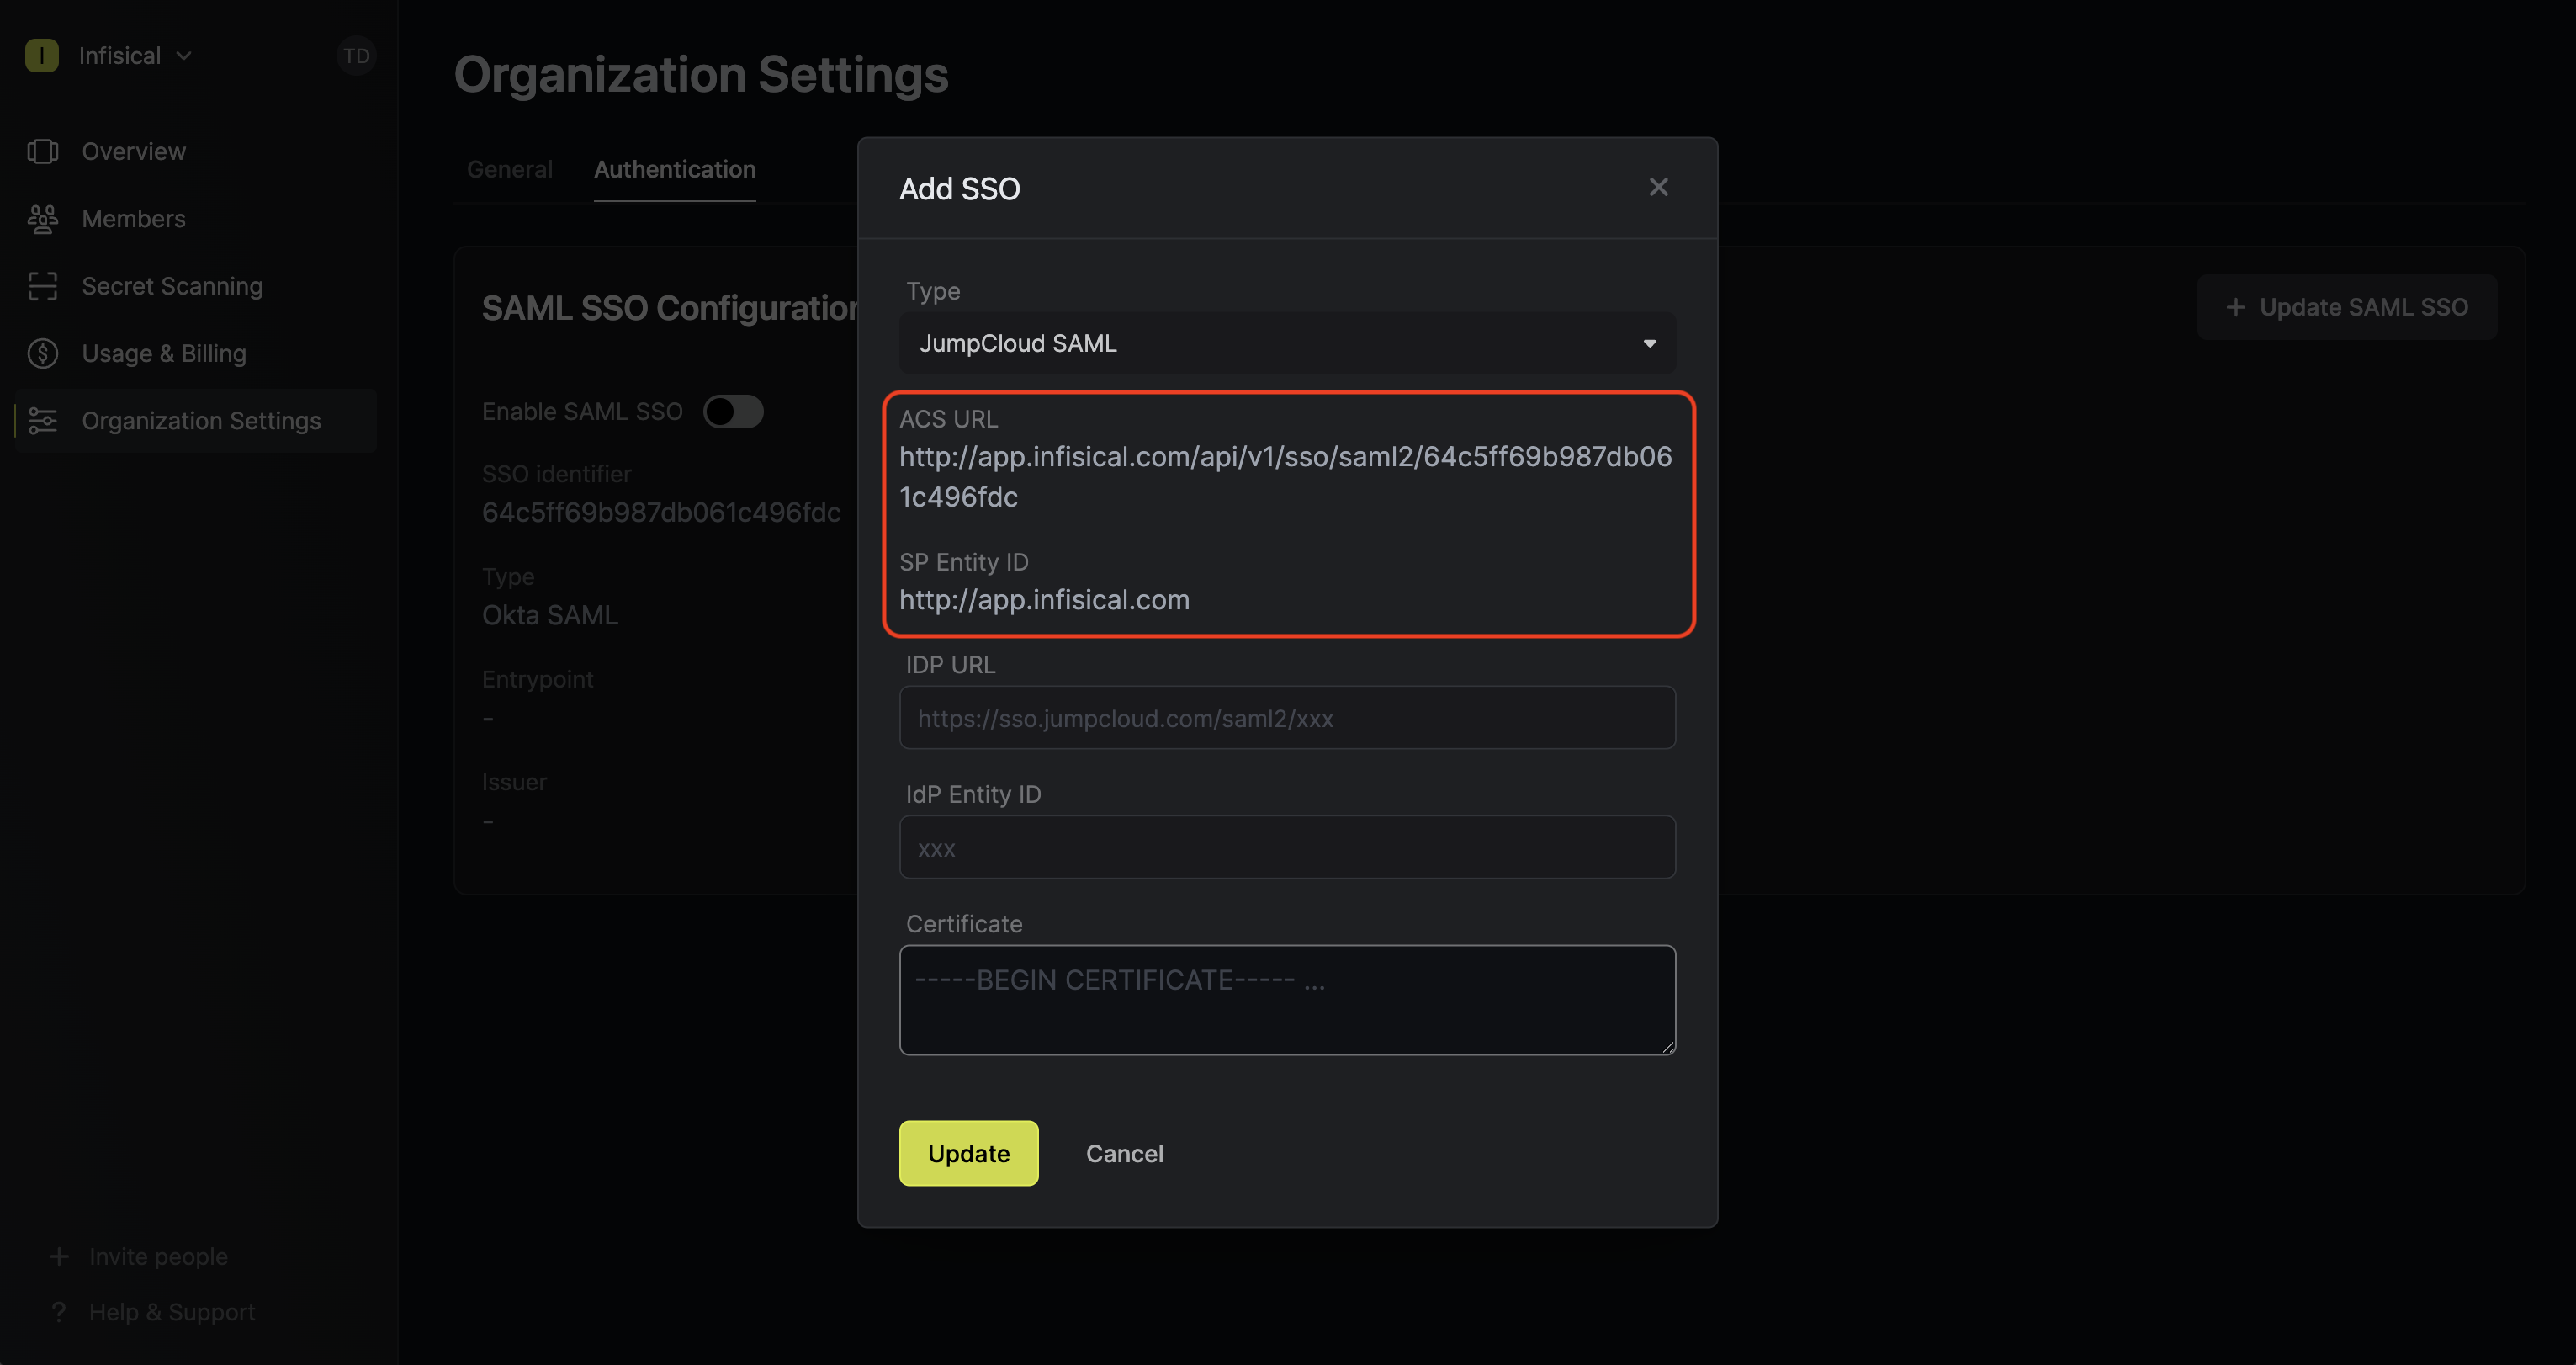 I
Infisical
TD
Overview
Members
Secret Scanning
Usage & Billing
Organization Settings
Invite people
Help & Support
Organization Settings
General
Authentication
SAML SSO Configuration
Update SAML SSO
Enable SAML SSO
SSO identifier
64c5ff69b987db061c496fdc
Type
Okta SAML
Entrypoint
-
Issuer
-
Add SSO
Type
JumpCloud SAML
ACS URL
http://app.infisical.com/api/v1/sso/saml2/64c5ff69b987db06
1c496fdc
SP Entity ID
http://app.infisical.com
IDP URL
https://sso.jumpcloud.com/saml2/xxx
IdP Entity ID
xxx
Certificate
-----BEGIN CERTIFICATE----- ...
Update
Cancel